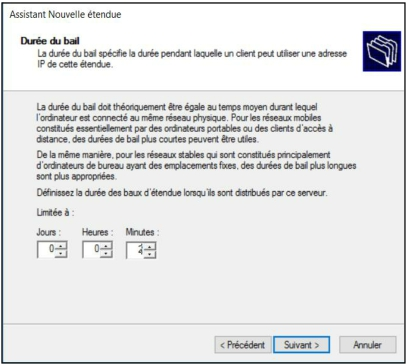 Assistant Nouvelle étendue
Durée du bail
La durée du bail spécifie la durée pendant laquelle un client peut utiliser une adresse
IP de cette étendue.
La durée du bail doit théoriquement être égale au temps moyen durant lequel
l'ordinateur est connecté au même réseau physique. Pour les réseaux mobiles
constitués essentiellement par des ordinateurs portables ou des clients d'accès à
distance, des durées de bail plus courtes peuvent être utiles.
De la même manière, pour les réseaux stables qui sont constitués principalement
d'ordinateurs de bureau ayant des emplacements fixes, des durées de bail plus longues
sont plus appropriées.
Définissez la durée des baux d'étendue lorsqu'ils sont distribués par ce serveur.
Limitée à :
Jours : Heures : Minutes :
0 0
< Précédent Suivant > Annuler